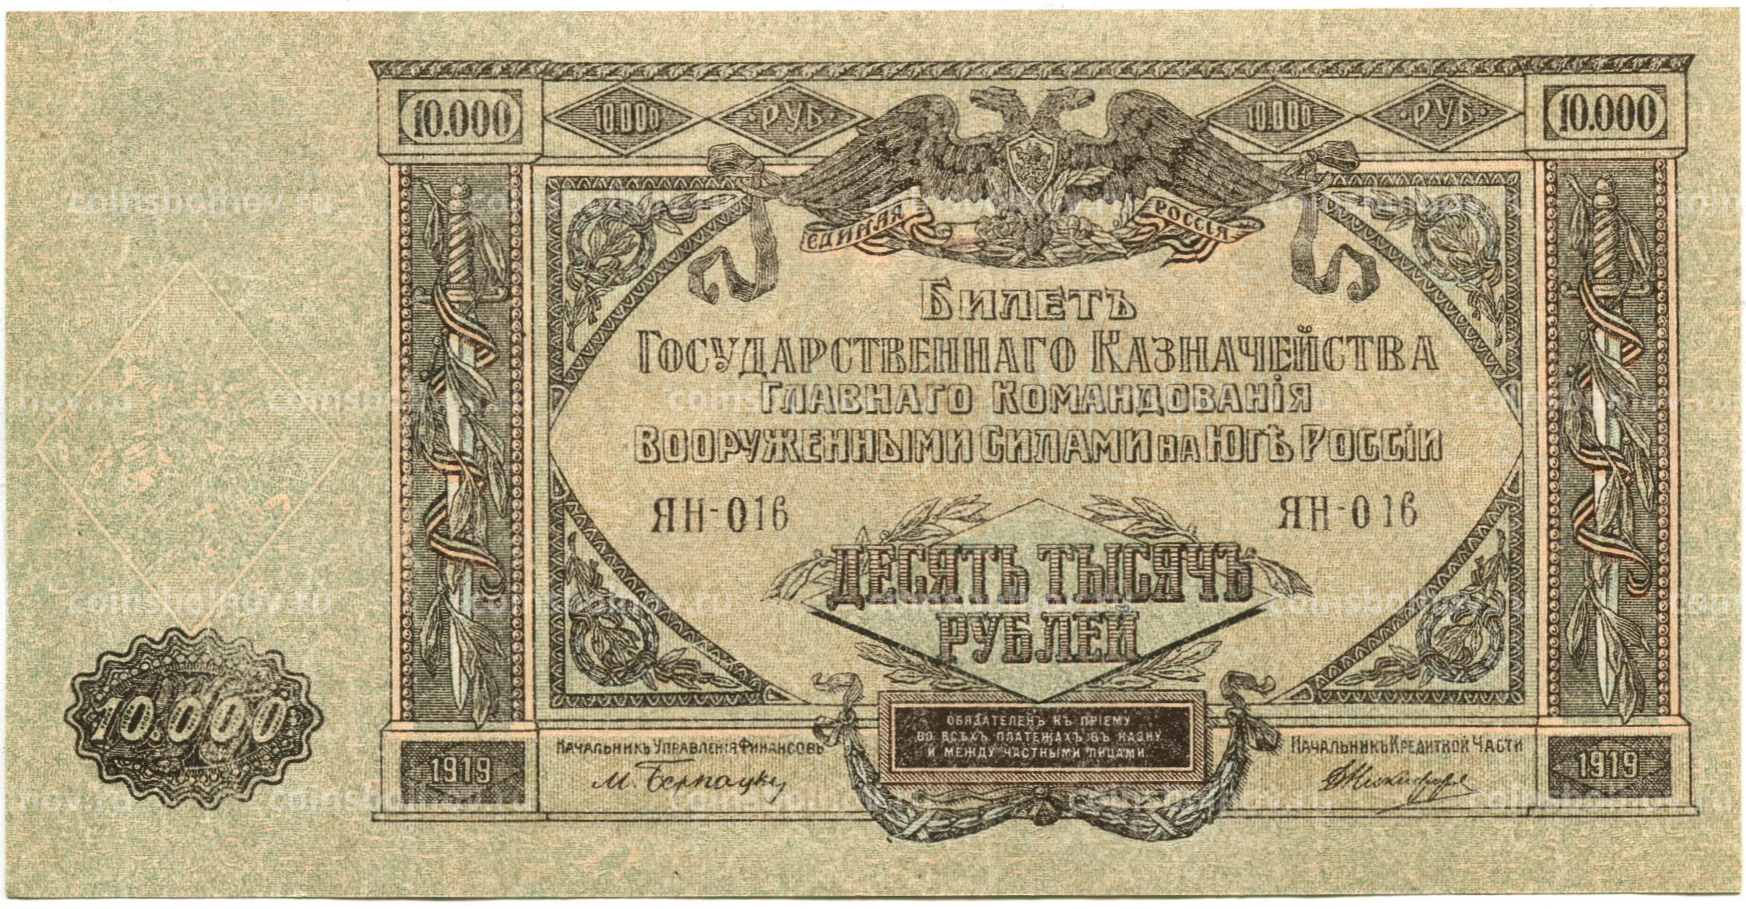 10.000 10.000 РУБ. 10.000 РУБ. 10.000
ЕДИНАЯ РОССІЯ
БИЛЕТЪ
ГОСУДАРСТВЕННАГО КАЗНАЧЕЙСТВА
ГЛАВНАГО КОМАНДОВАНІЯ
ВООРУЖЕННЫМИ СИЛАМИ НА ЮГѢ РОССІИ
ЯН-016 ЯН-016
ДЕСЯТЬ ТЫСЯЧЪ
РУБЛЕЙ
10.000
ОБЯЗАТЕЛЕНЪ КЪ ПРІЕМУ
ВО ВСѢХЪ ПЛАТЕЖАХЪ ВЪ КАЗНУ
И МЕЖДУ ЧАСТНЫМИ ЛИЦАМИ.
НАЧАЛЬНИКЪ УПРАВЛЕНІЯ ФИНАНСОВЪ
НАЧАЛЬНИКЪ КРЕДИТНОЙ ЧАСТИ
1919 1919
coinsbolhov.ru